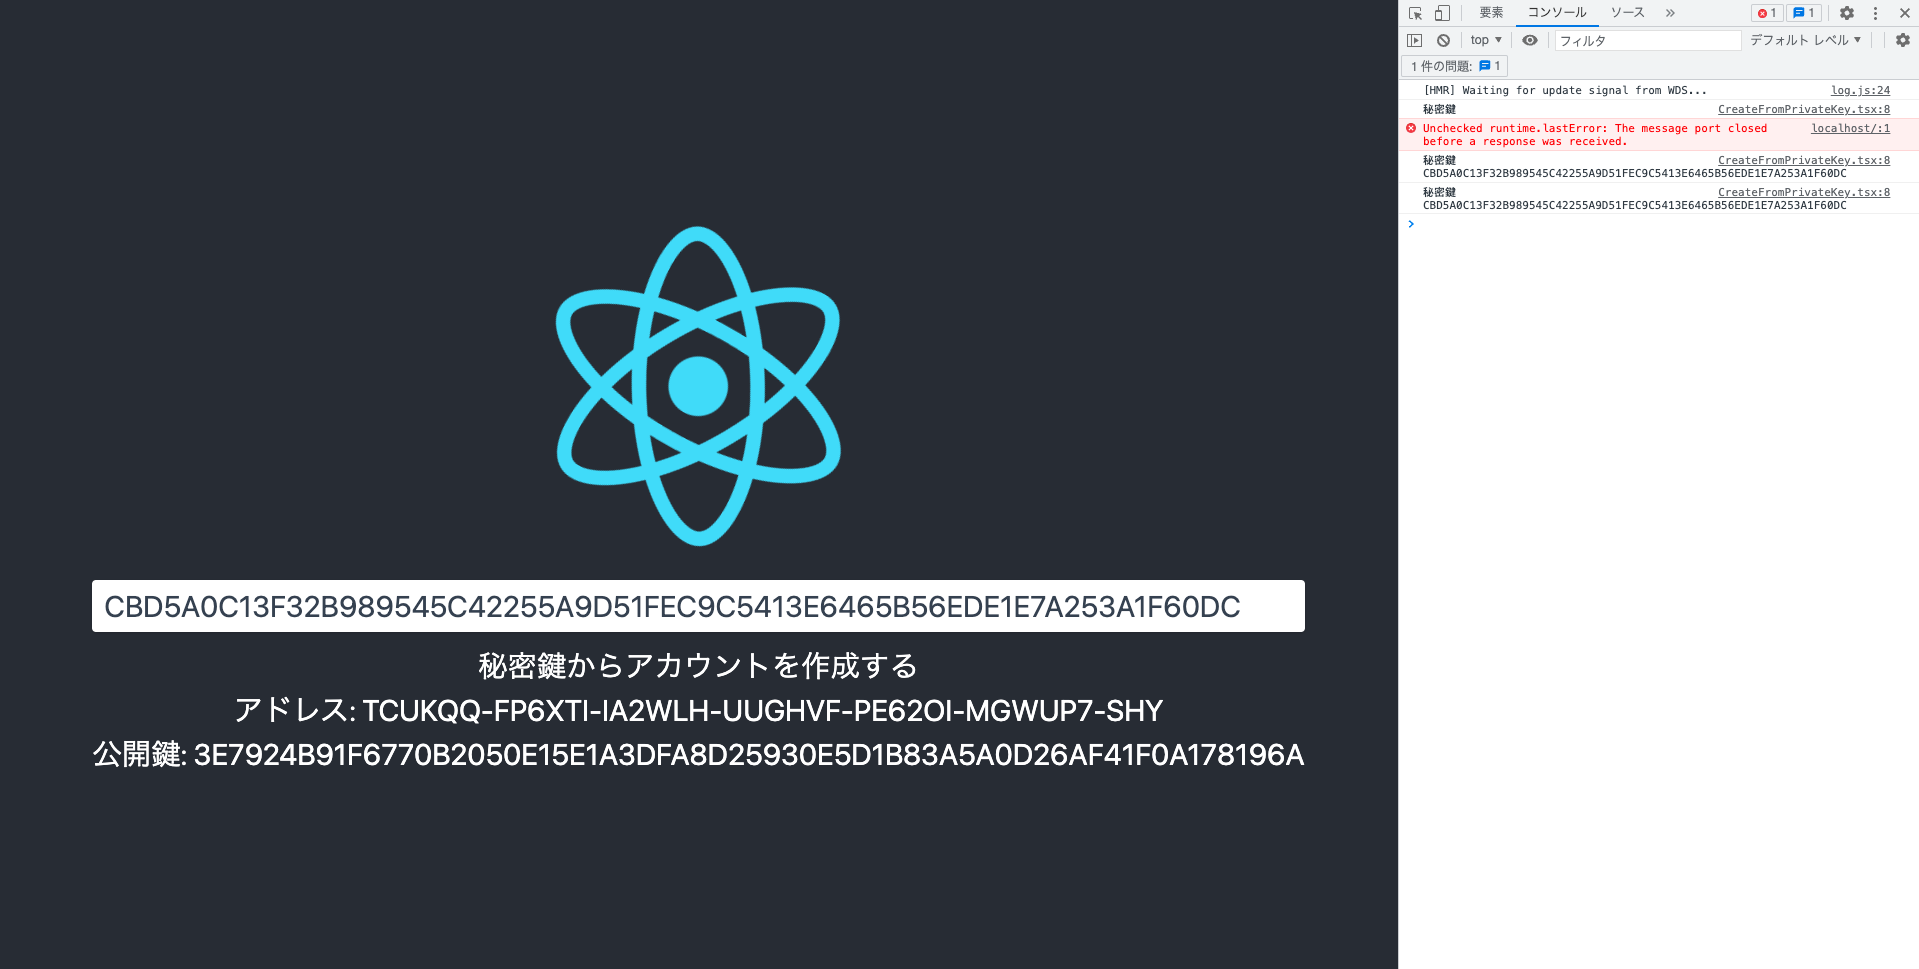 CBD5A0C13F32B989545C42255A9D51FEC9C5413E6465B56EDE1E7A253A1F60DC
秘密鍵からアカウントを作成する
アドレス: TCUKQQ-FP6XTI-IA2WLH-UUGHVF-PE62OI-MGWUP7-SHY
公開鍵: 3E7924B91F6770B2050E15E1A3DFA8D25930E5D1B83A5A0D26AF41F0A178196A
要素 コンソール ソース » 1 1
top フィルタ デフォルト レベル
1 件の問題: 1
[HMR] Waiting for update signal from WDS... log.js:24
秘密鍵 CreateFromPrivateKey.tsx:8
Unchecked runtime.lastError: The message port closed localhost/:1
before a response was received.
秘密鍵 CreateFromPrivateKey.tsx:8
CBD5A0C13F32B989545C42255A9D51FEC9C5413E6465B56EDE1E7A253A1F60DC
秘密鍵 CreateFromPrivateKey.tsx:8
CBD5A0C13F32B989545C42255A9D51FEC9C5413E6465B56EDE1E7A253A1F60DC